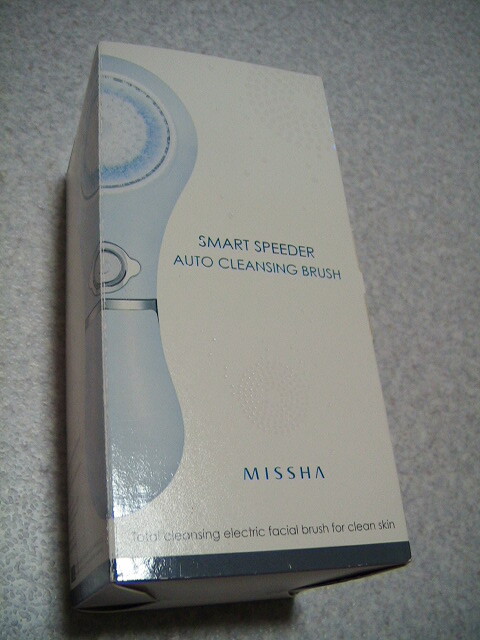 SMART SPEEDER
AUTO CLEANSING BRUSH
MISSHA
Total cleansing electric facial brush for clean skin